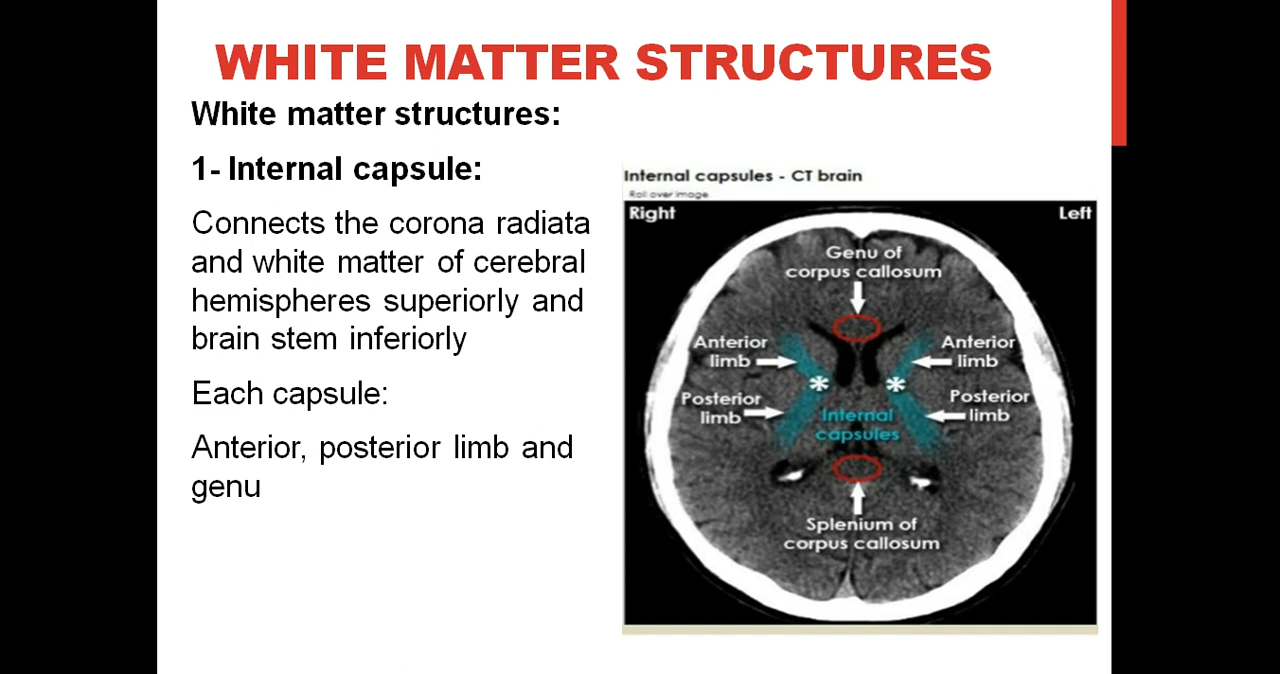 WHITE MATTER STRUCTURES
White matter structures:
1- Internal capsule:
Connects the corona radiata
and white matter of cerebral
hemispheres superiorly and
brain stem inferiorly
Each capsule:
Anterior, posterior limb and
genu
Internal capsules - CT brain
Roll over image
Right
Left
Genu of
corpus callosum
Anterior
limb
Anterior
limb
*
*
Posterior
limb
Posterior
limb
Internal
capsules
Splenium of
corpus callosum